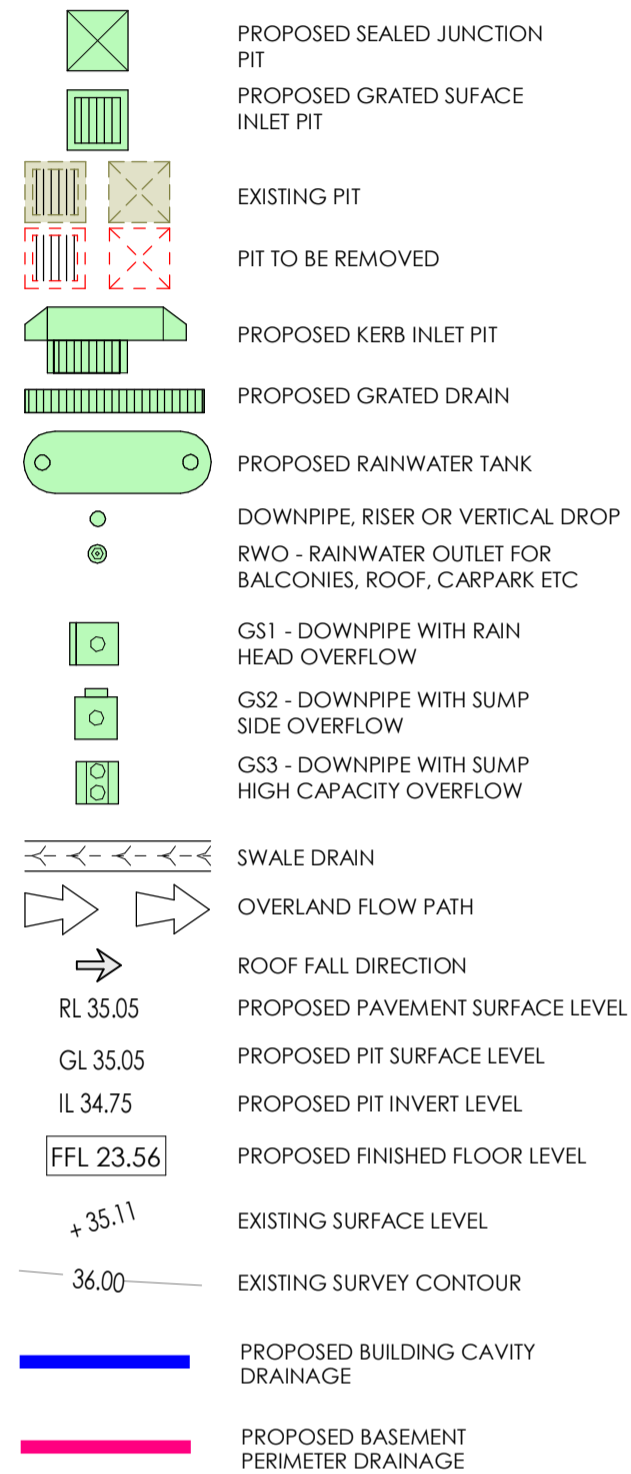 PROPOSED SEALED JUNCTION
PIT
PROPOSED GRATED SUFACE
INLET PIT
EXISTING PIT
PIT TO BE REMOVED
PROPOSED KERB INLET PIT
PROPOSED GRATED DRAIN
PROPOSED RAINWATER TANK
DOWNPIPE, RISER OR VERTICAL DROP
RWO - RAINWATER OUTLET FOR
BALCONIES, ROOF, CARPARK ETC
GS1 - DOWNPIPE WITH RAIN
HEAD OVERFLOW
GS2 - DOWNPIPE WITH SUMP
SIDE OVERFLOW
GS3 - DOWNPIPE WITH SUMP
HIGH CAPACITY OVERFLOW
SWALE DRAIN
OVERLAND FLOW PATH
ROOF FALL DIRECTION
RL 35.05 PROPOSED PAVEMENT SURFACE LEVEL
GL 35.05 PROPOSED PIT SURFACE LEVEL
IL 34.75 PROPOSED PIT INVERT LEVEL
FFL 23.56 PROPOSED FINISHED FLOOR LEVEL
+ 35.11 EXISTING SURFACE LEVEL
36.00 EXISTING SURVEY CONTOUR
PROPOSED BUILDING CAVITY
DRAINAGE
PROPOSED BASEMENT
PERIMETER DRAINAGE